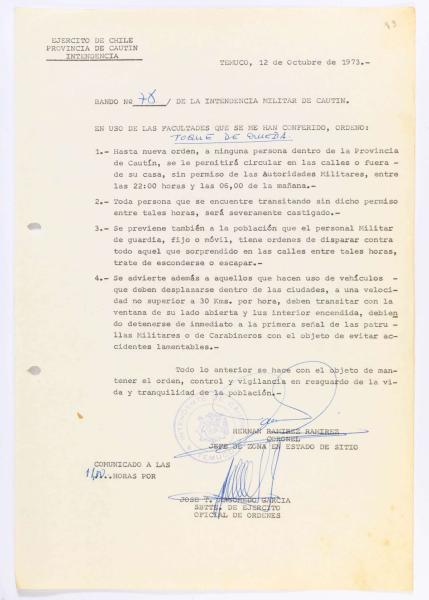 EJERCITO DE CHILE
PROVINCIA DE CAUTIN
INTENDENCIA
TEMUCO, 12 de Octubre de 1973.-
BANDO Nº 78 / DE LA INTENDENCIA MILITAR DE CAUTIN.
EN USO DE LAS FACULTADES QUE SE ME HAN CONFERIDO, ORDENO:
TOQUE DE QUEDA.
1.- Hasta nueva orden, a ninguna persona dentro de la Provincia
de Cautín, se le permitirá circular en las calles o fuera -
de su casa, sin permiso de las Autoridades Militares, entre
las 22:00 horas y las 06,00 de la mañana.-
2.- Toda persona que se encuentre transitando sin dicho permiso
entre tales horas, será severamente castigado.-
3.- Se previene también a la población que el personal Militar
de guardia, fijo o móvil, tiene ordenes de disparar contra
todo aquel que sorprendido en las calles entre tales horas,
trate de esconderse o escapar.-
4.- Se advierte además a aquellos que hacen uso de vehículos -
que deben desplazarse dentro de las ciudades, a una veloci-
dad no superior a 30 Kms. por hora, deben transitar con la
ventana de su lado abierta y luz interior encendida, debien
do detenerse de inmediato a la primera señal de las patru -
llas Militares o de Carabineros con el objeto de evitar ac-
cidentes lamentables.-
Todo lo anterior se hace con el objeto de man-
tener el orden, control y vigilancia en resguardo de la vi-
da y tranquilidad de la población.-
HERNAN RAMIREZ RAMIREZ
CORONEL
JEFE DE ZONA EN ESTADO DE SITIO
COMUNICADO A LAS
HORAS POR
JOSE T. GARCIA
SBTTE. DE EJERCITO
OFICIAL DE ORDENES